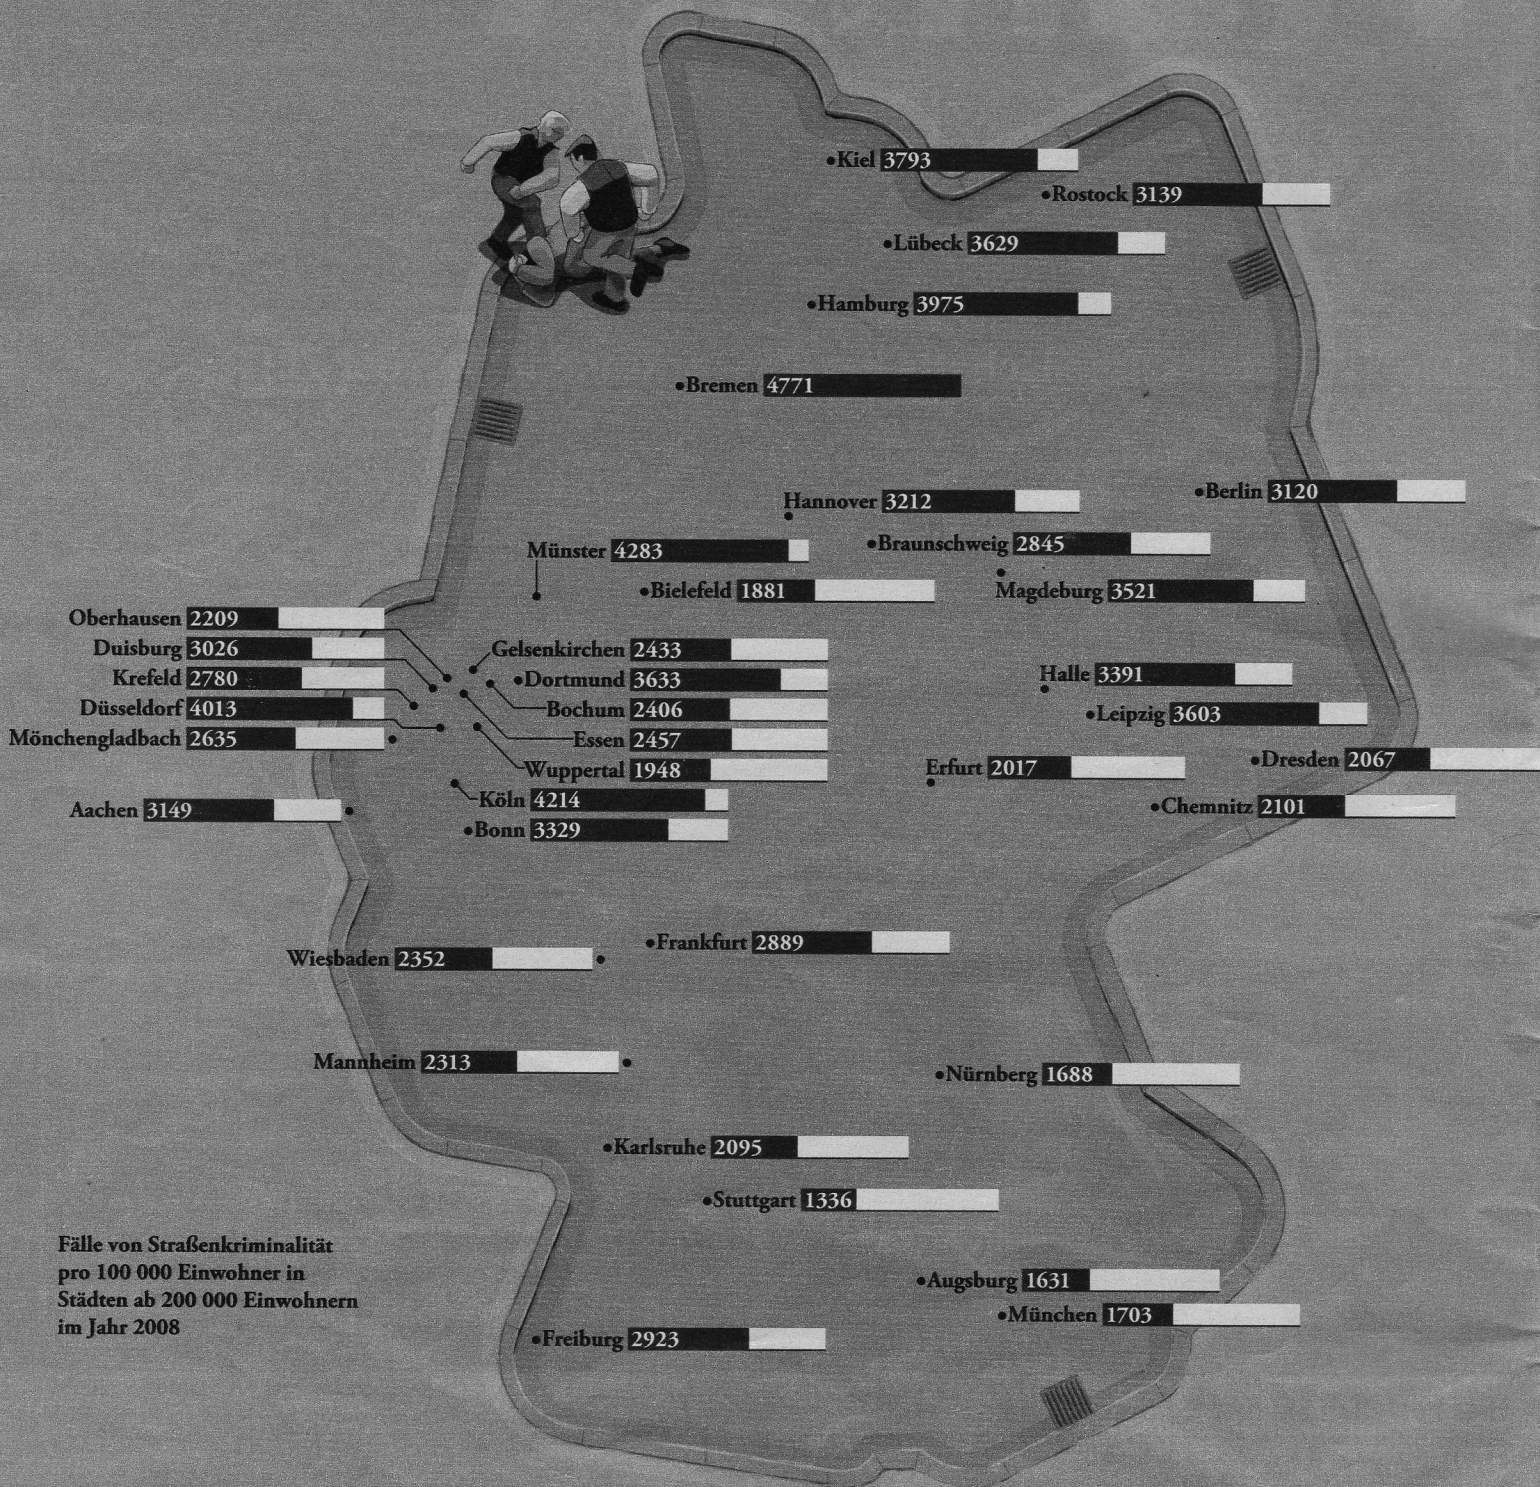 Kiel 3793
Rostock 3139
Lübeck 3629
Hamburg 3975
Bremen 4771
Berlin 3120
Hannover 3212
Braunschweig 2845
Münster 4283
Bielefeld 1881
Magdeburg 3521
Oberhausen 2209
Duisburg 3026
Krefeld 2780
Düsseldorf 4013
Mönchengladbach 2635
Aachen 3149
Gelsenkirchen 2433
Dortmund 3633
Bochum 2406
Essen 2457
Wuppertal 1948
Köln 4214
Bonn 3329
Halle 3391
Leipzig 3603
Erfurt 2017
Dresden 2067
Chemnitz 2101
Frankfurt 2889
Wiesbaden 2352
Mannheim 2313
Nürnberg 1688
Karlsruhe 2095
Stuttgart 1336
Augsburg 1631
München 1703
Freiburg 2923
Fälle von Straßenkriminalität
pro 100 000 Einwohner in
Städten ab 200 000 Einwohnern
im Jahr 2008